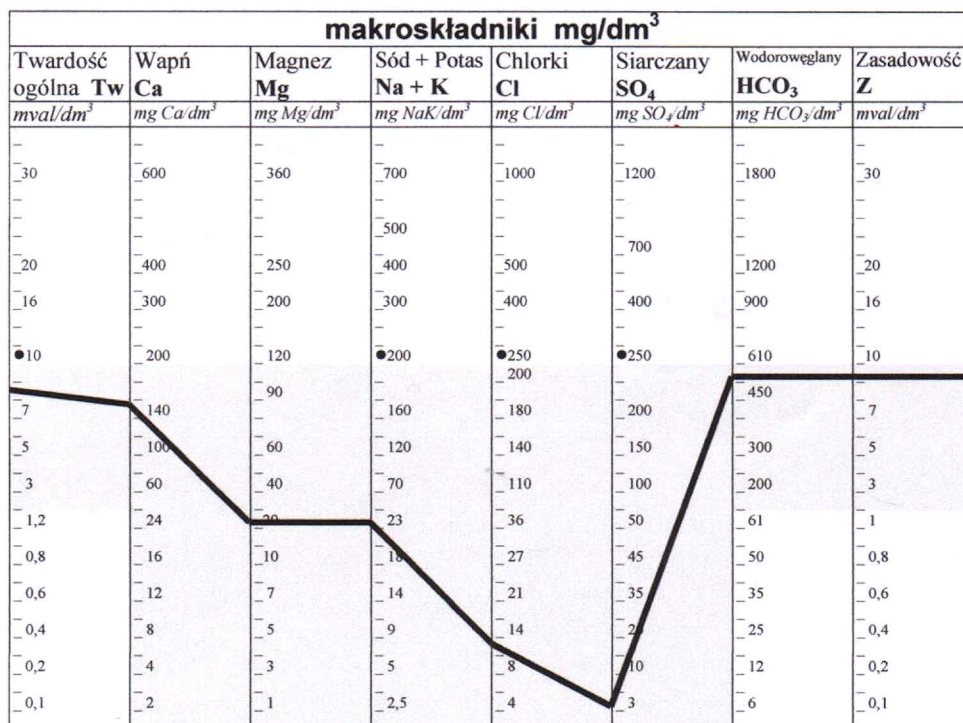 makroskładniki mg/dm³
Twardość Wapń Magnez Sód + Potas Chlorki Siarczany Wodorowęglany Zasadowość
ogólna Tw Ca Mg Na + K Cl SO₄ HCO₃ Z
mval/dm³ mg Ca/dm³ mg Mg/dm³ mg NaK/dm³ mg Cl/dm³ mg SO₄/dm³ mg HCO₃/dm³ mval/dm³
30 600 360 700 1000 1200 1800 30
500
700
20 400 250 400 500 1200 20
16 300 200 300 400 400 900 16
●10 200 120 ●200 ●250 ●250 610 10
200
90 450
7 140 160 180 200 7
5 100 60 120 140 150 300 5
3 60 40 70 110 100 200 3
1,2 24 20 23 36 50 61 1
0,8 16 10 18 27 45 50 0,8
0,6 12 7 14 21 35 35 0,6
0,4 8 5 9 14 20 25 0,4
0,2 4 3 5 8 10 12 0,2
0,1 2 1 2,5 4 3 6 0,1